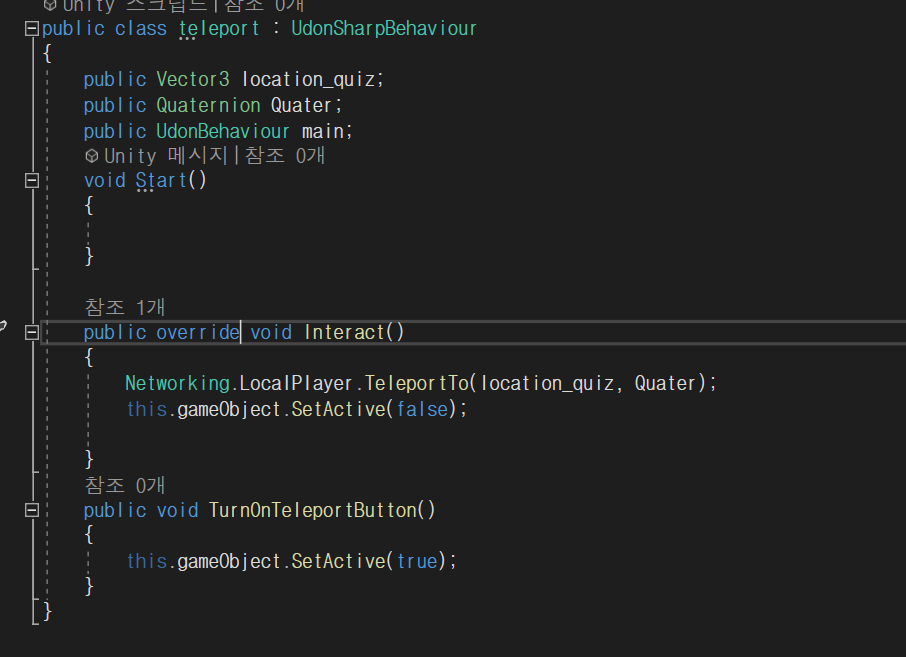 Unity 스크립트|참조 0개
public class teleport : UdonSharpBehaviour
{
public Vector3 location_quiz;
public Quaternion Quater;
public UdonBehaviour main;
Unity 메시지|참조 0개
void Start()
{
}
참조 1개
public override void Interact()
{
Networking.LocalPlayer.TeleportTo(location_quiz, Quater);
this.gameObject.SetActive(false);
}
참조 0개
public void TurnOnTeleportButton()
{
this.gameObject.SetActive(true);
}
}